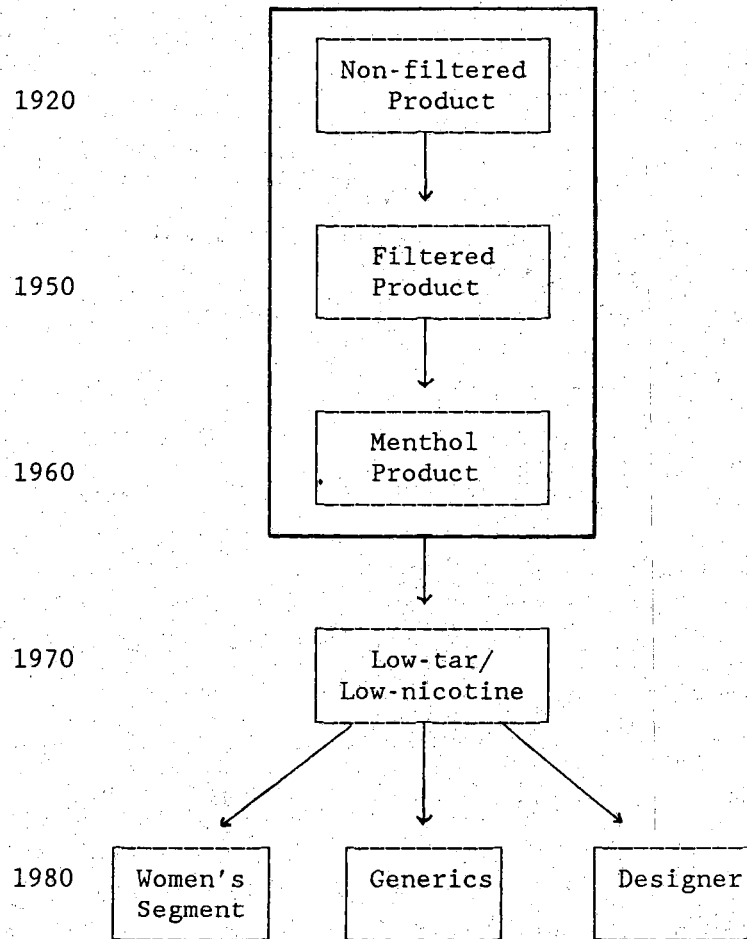 Non-filtered
1920 Product
Filtered
1950 Product
Menthol
1960 Product
1970 Low-tar/
Low-nicotine
1980 Women's Generics Designer
Segment